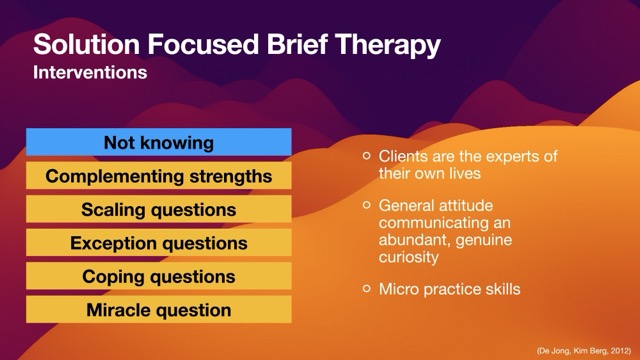 Solution Focused Brief Therapy
Interventions
Not knowing
Complementing strengths
Scaling questions
Exception questions
Coping questions
Miracle question
Clients are the experts of
their own lives
General attitude
communicating an
abundant, genuine
curiosity
Micro practice skills
(De Jong, Kim Berg, 2012)